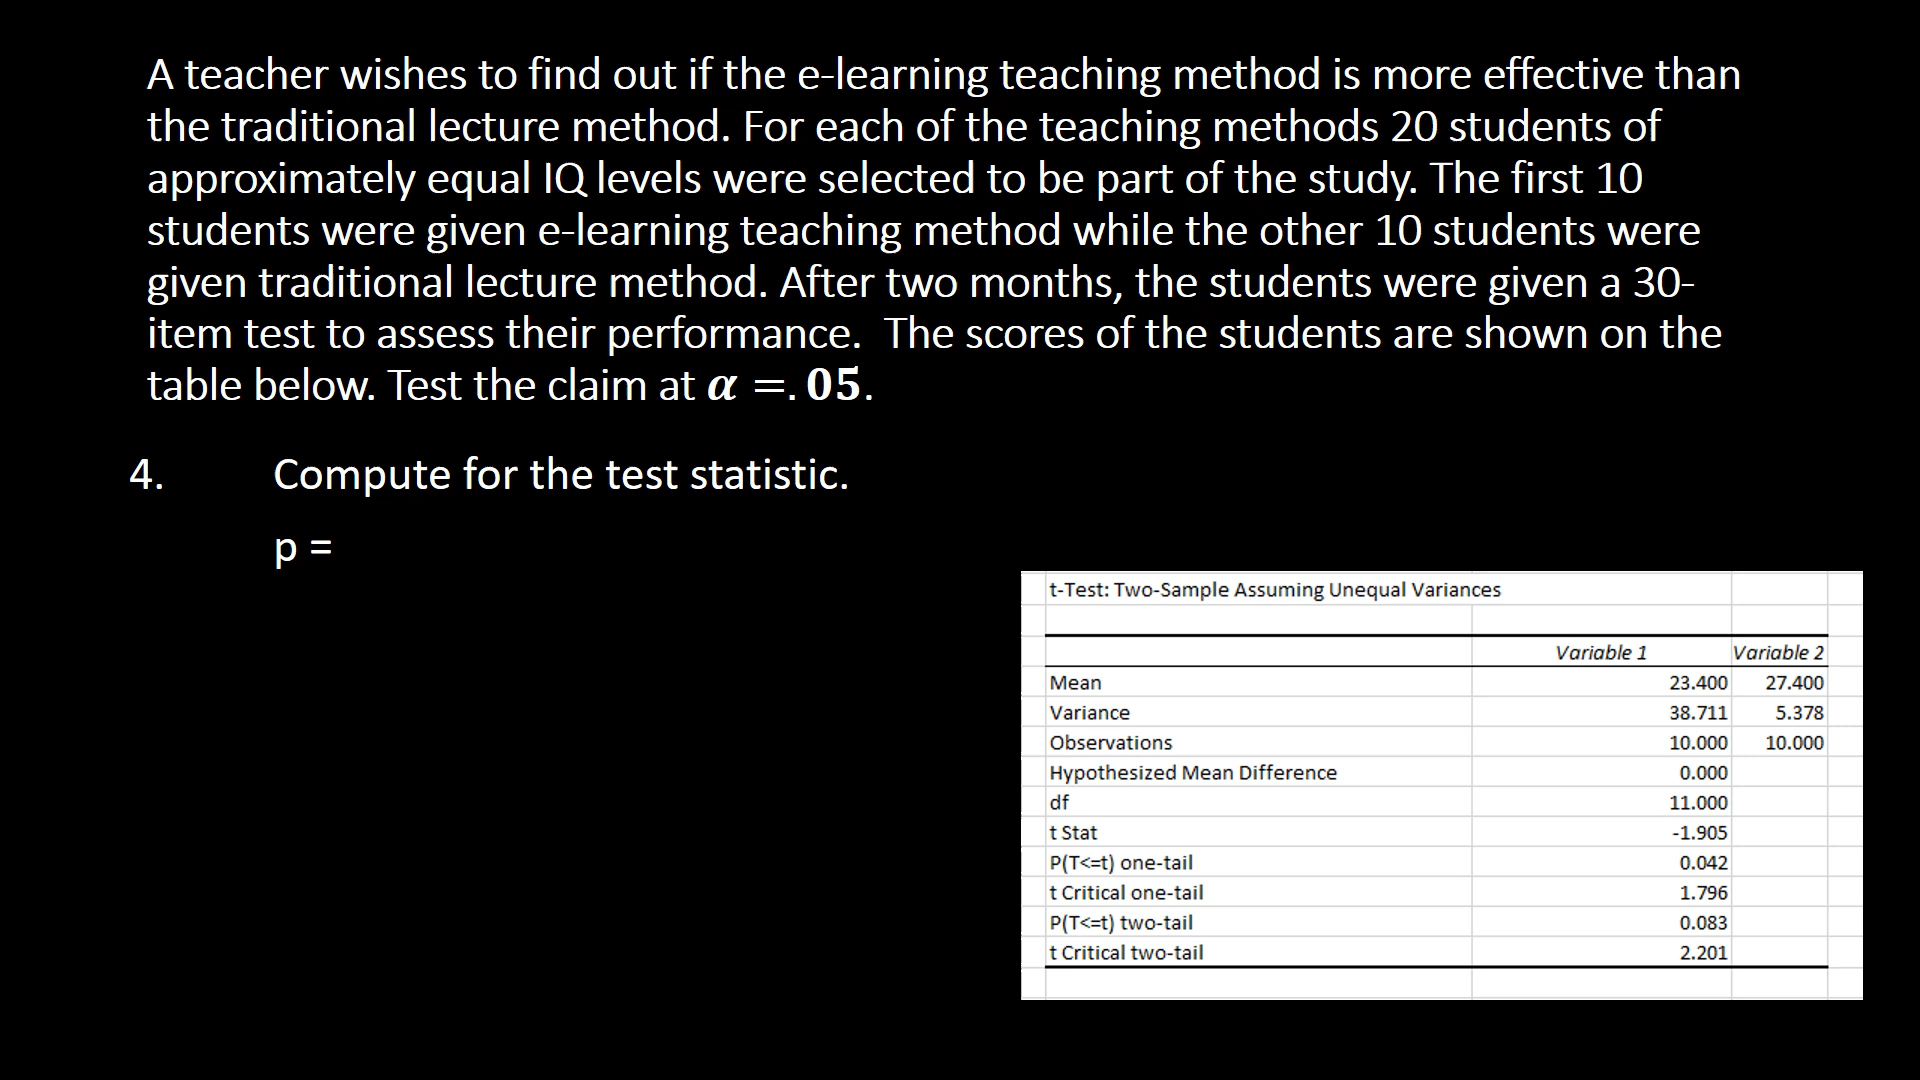 A teacher wishes to find out if the e-learning teaching method is more effective than
the traditional lecture method. For each of the teaching methods 20 students of
approximately equal IQ levels were selected to be part of the study. The first 10
students were given e-learning teaching method while the other 10 students were
given traditional lecture method. After two months, the students were given a 30-
item test to assess their performance.  The scores of the students are shown on the
table below. Test the claim at 𝜶 =. 𝟎𝟓.
4. Compute for the test statistic.
p =
t-Test: Two-Sample Assuming Unequal Variances
Variable 1 Variable 2
Mean 23.400 27.400
Variance 38.711 5.378
Observations 10.000 10.000
Hypothesized Mean Difference 0.000
df 11.000
t Stat -1.905
P(T<=t) one-tail 0.042
t Critical one-tail 1.796
P(T<=t) two-tail 0.083
t Critical two-tail 2.201